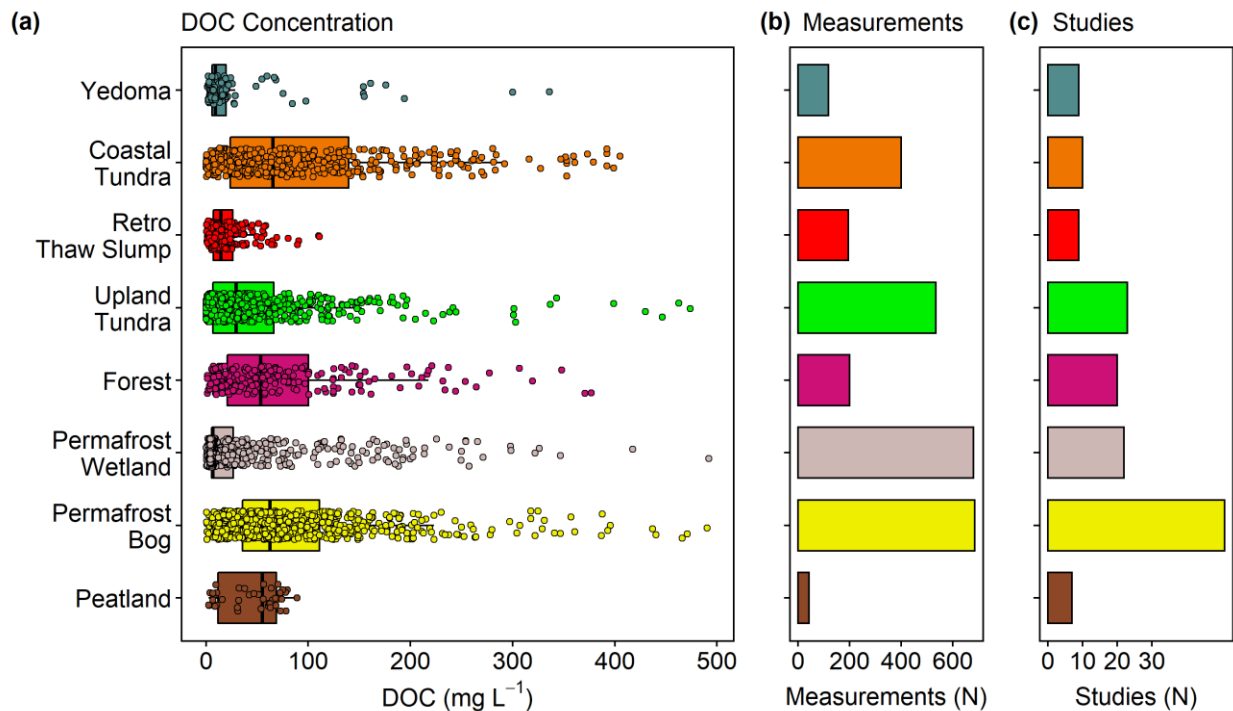 (a) DOC Concentration
Yedoma
Coastal
Tundra
Retro
Thaw Slump
Upland
Tundra
Forest
Permafrost
Wetland
Permafrost
Bog
Peatland
0 100 200 300 400 500
DOC (mg L⁻¹)
(b) Measurements
0 200 400 600
Measurements (N)
(c) Studies
0 10 20 30
Studies (N)